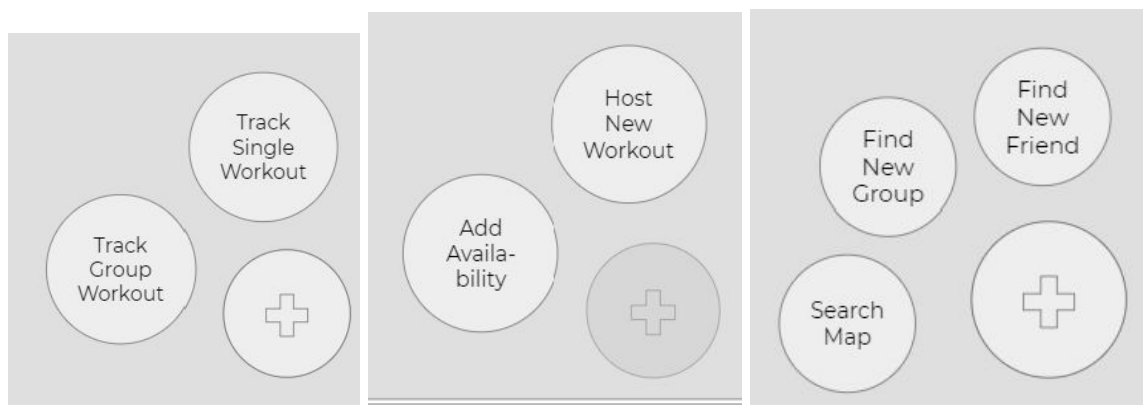 Track
Single
Workout
Track
Group
Workout
Host
New
Workout
Add
Availa-
bility
Find
New
Friend
Find
New
Group
Search
Map